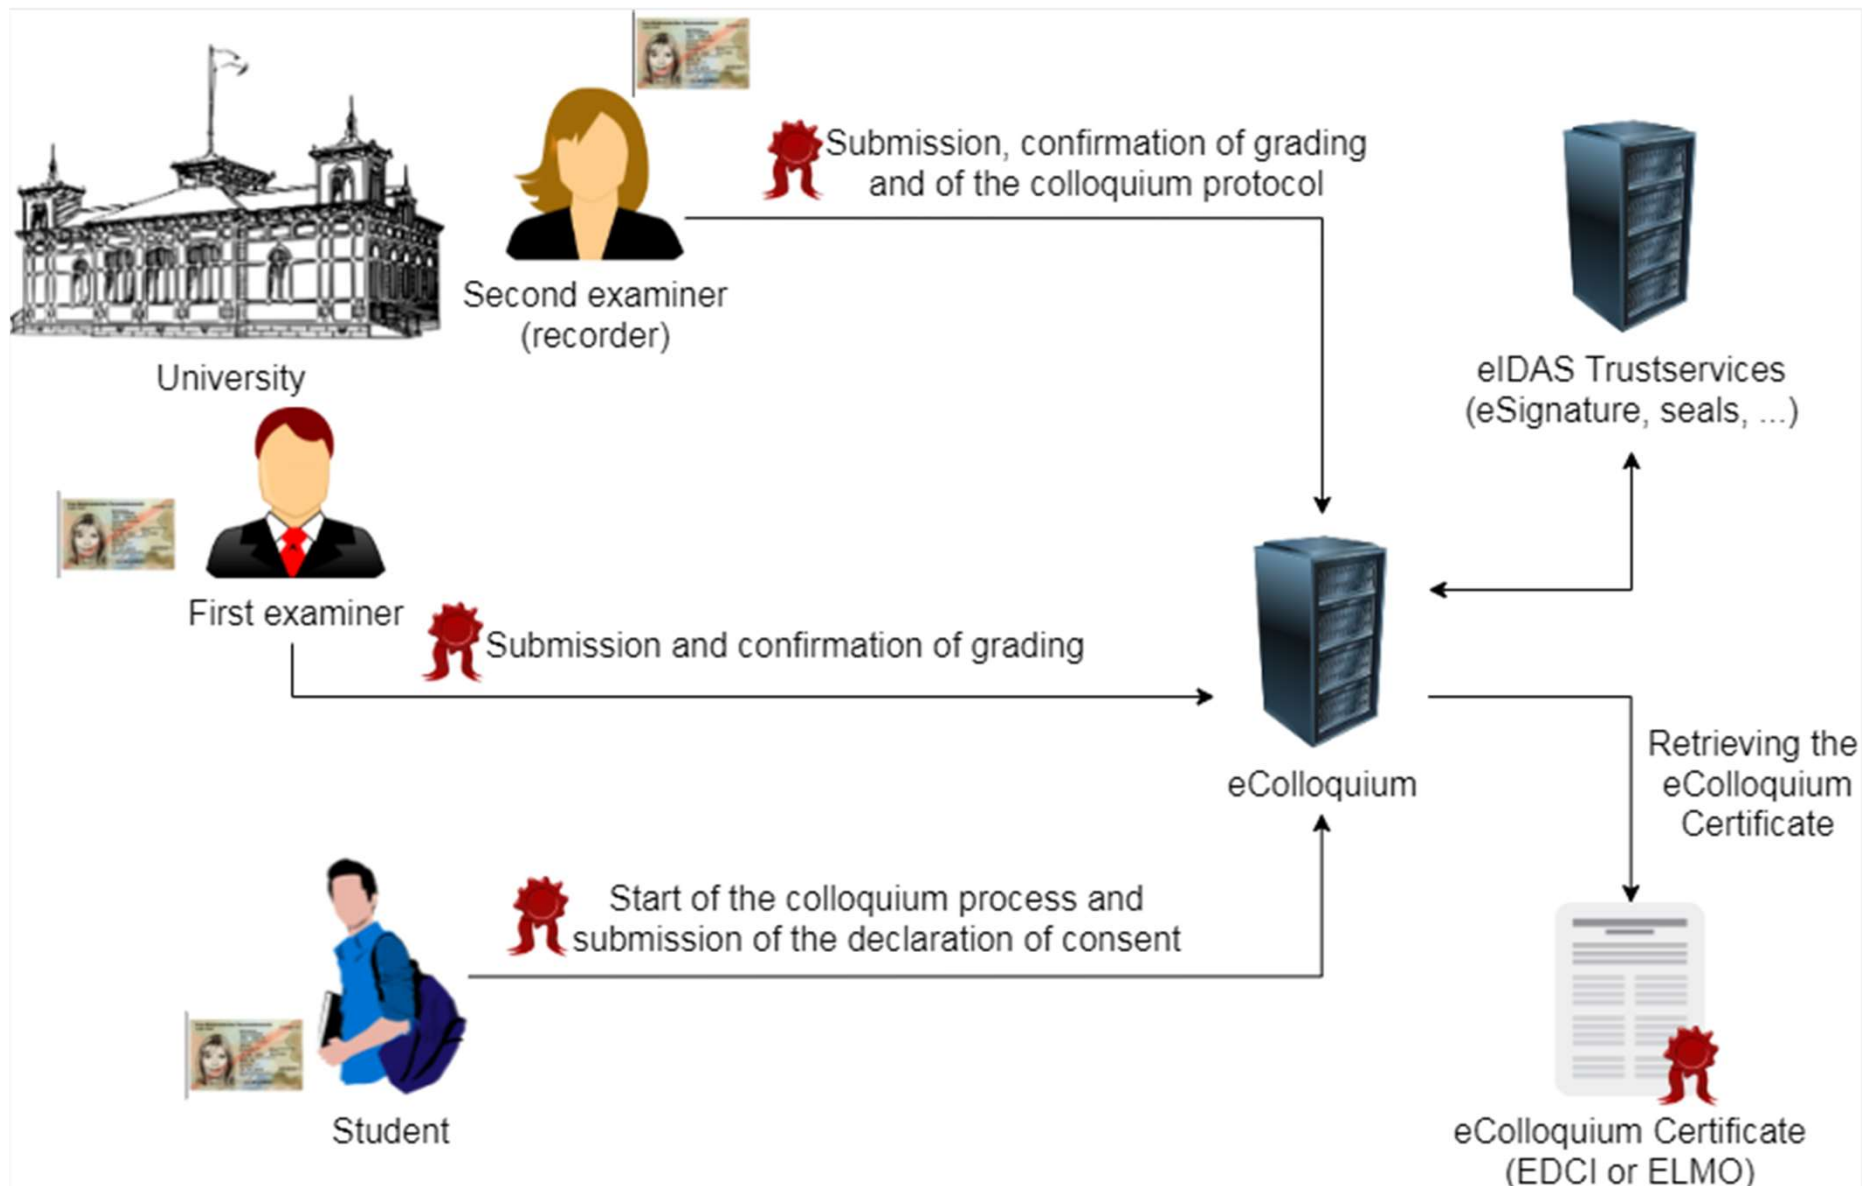 Submission, confirmation of grading
and of the colloquium protocol
Second examiner
(recorder)
University
eIDAS Trustservices
(eSignature, seals, ...)
First examiner
Submission and confirmation of grading
eColloquium
Retrieving the
eColloquium
Certificate
Start of the colloquium process and
submission of the declaration of consent
Student
eColloquium Certificate
(EDCI or ELMO)